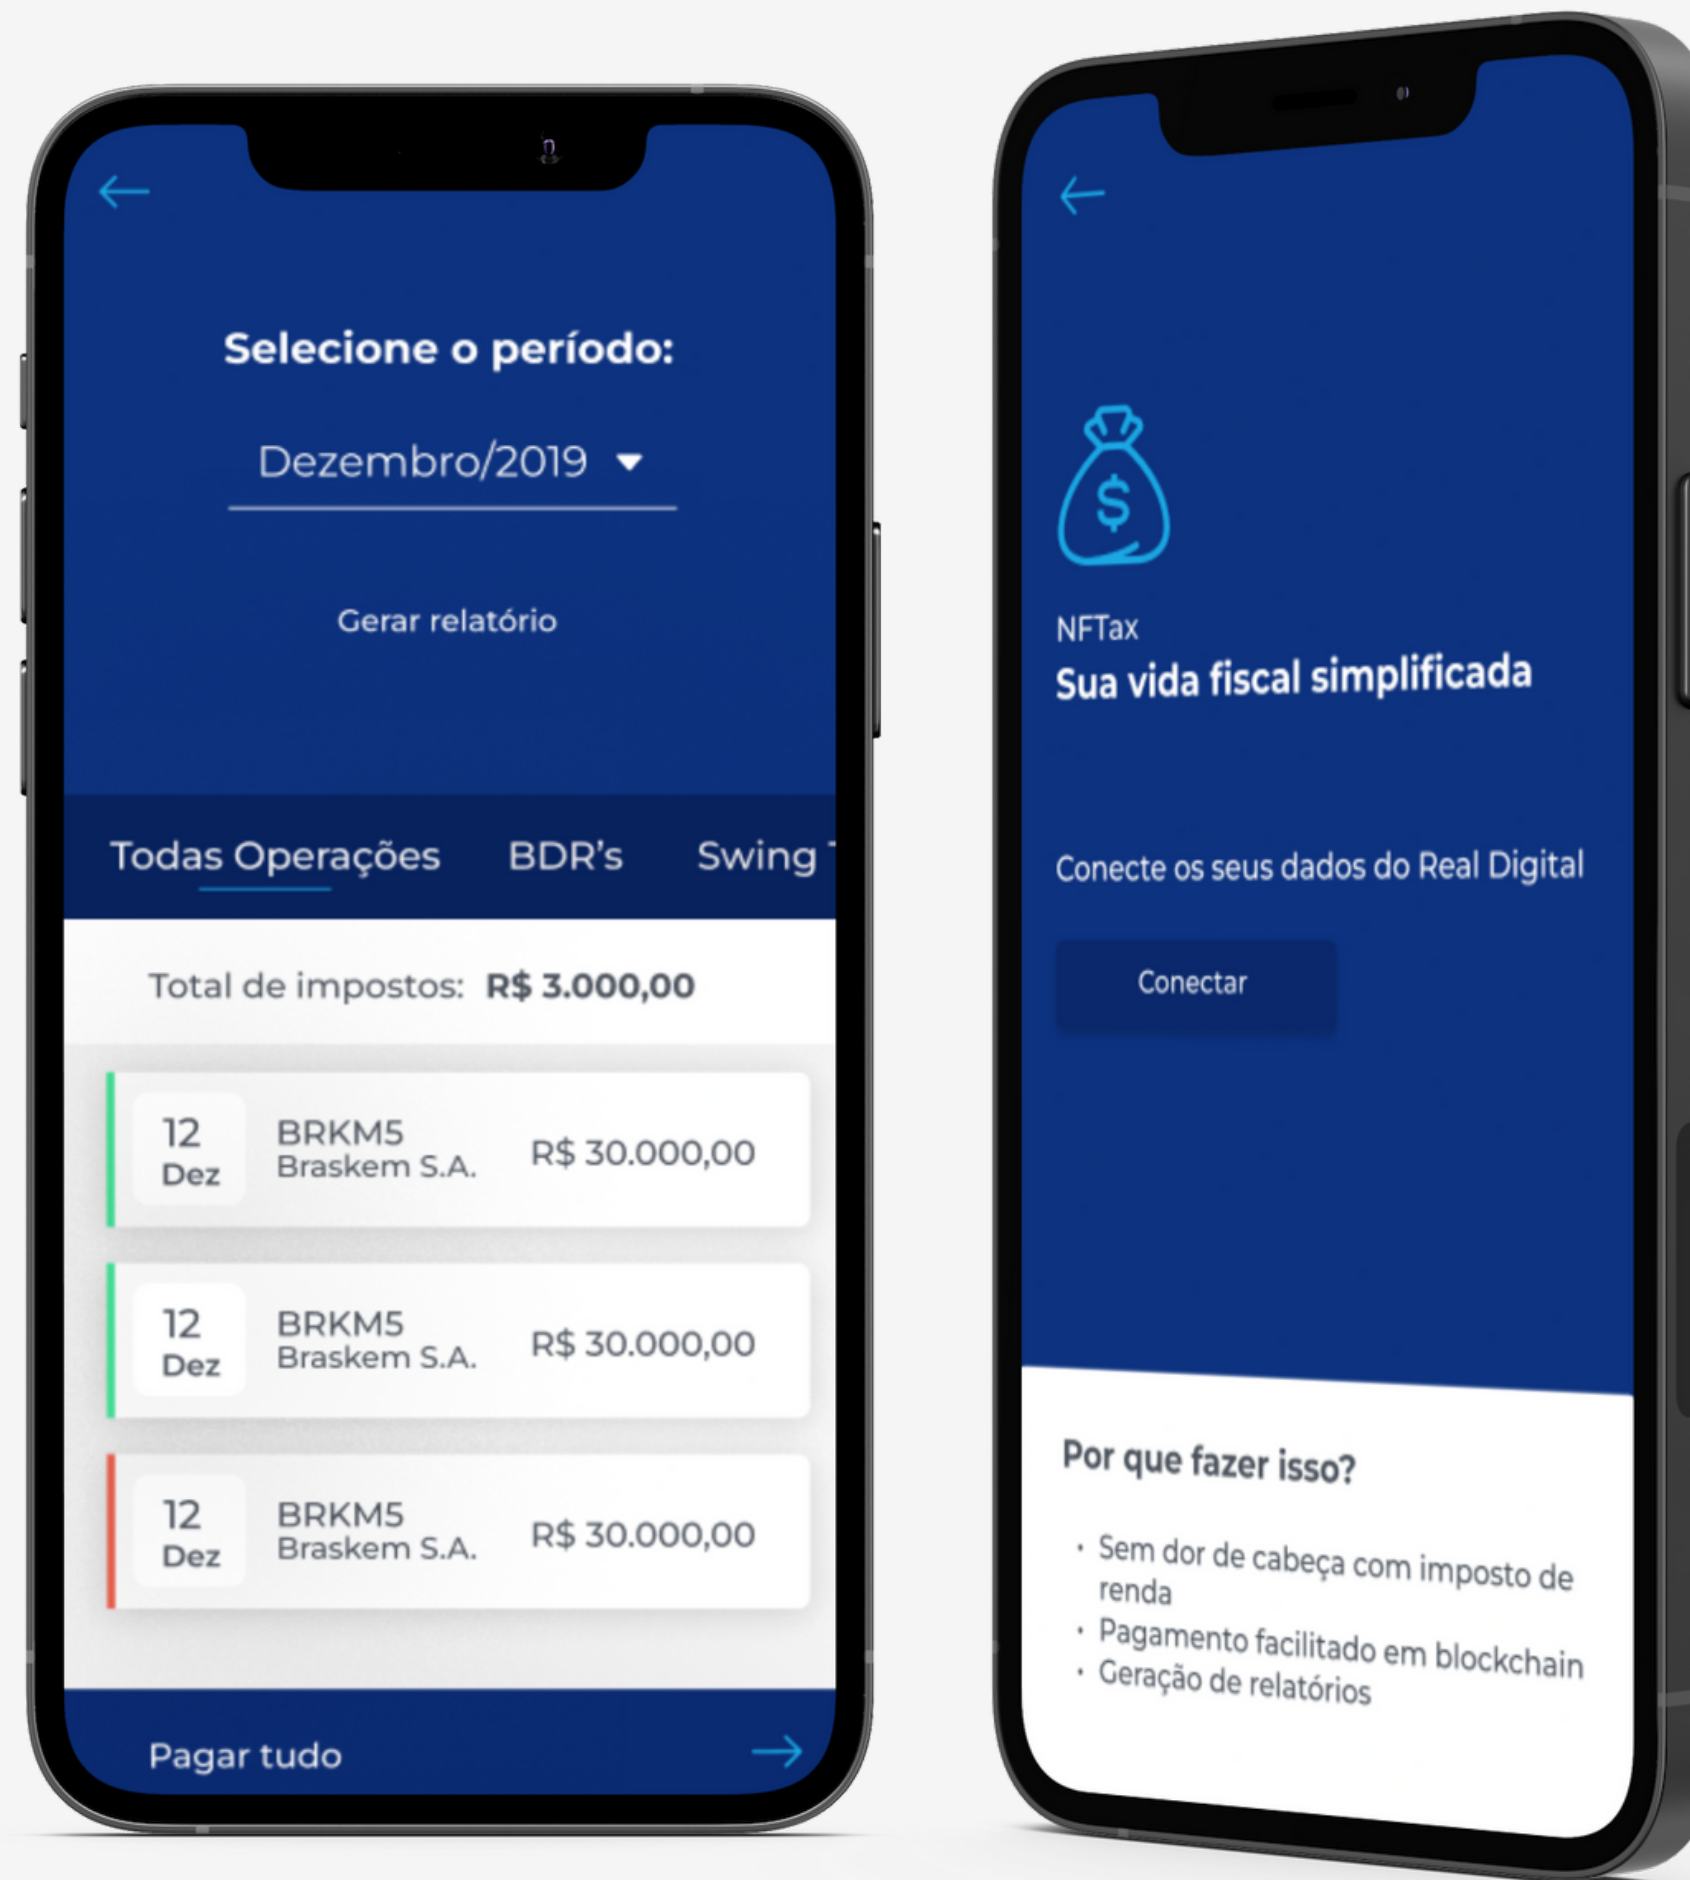 Selecione o período:
Dezembro/2019
Gerar relatório
Todas Operações BDR's Swing
Total de impostos: R$ 3.000,00
12
Dez
BRKM5
Braskem S.A.
R$ 30.000,00
12
Dez
BRKM5
Braskem S.A.
R$ 30.000,00
12
Dez
BRKM5
Braskem S.A.
R$ 30.000,00
Pagar tudo
$
NFTax
Sua vida fiscal simplificada
Conecte os seus dados do Real Digital
Conectar
Por que fazer isso?
• Sem dor de cabeça com imposto de
renda
• Pagamento facilitado em blockchain
• Geração de relatórios